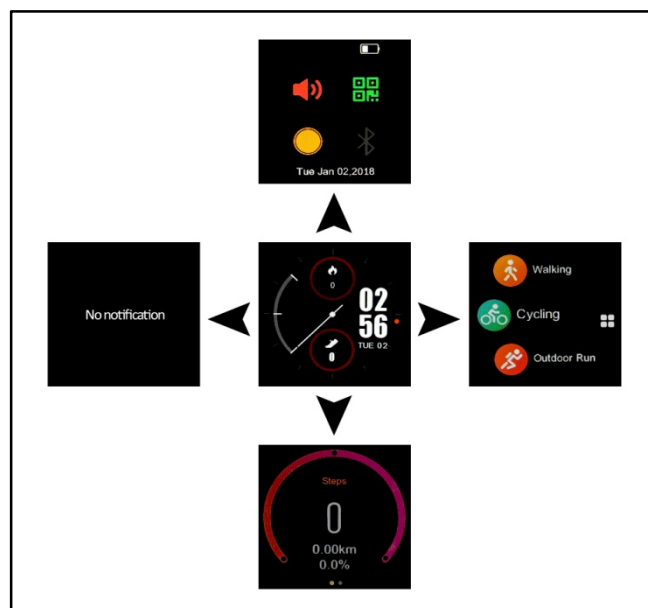 Tue Jan 02,2018
No notification
0
02
56
TUE 02
0
Walking
Cycling
Outdoor Run
Steps
0
0.00km
0.0%